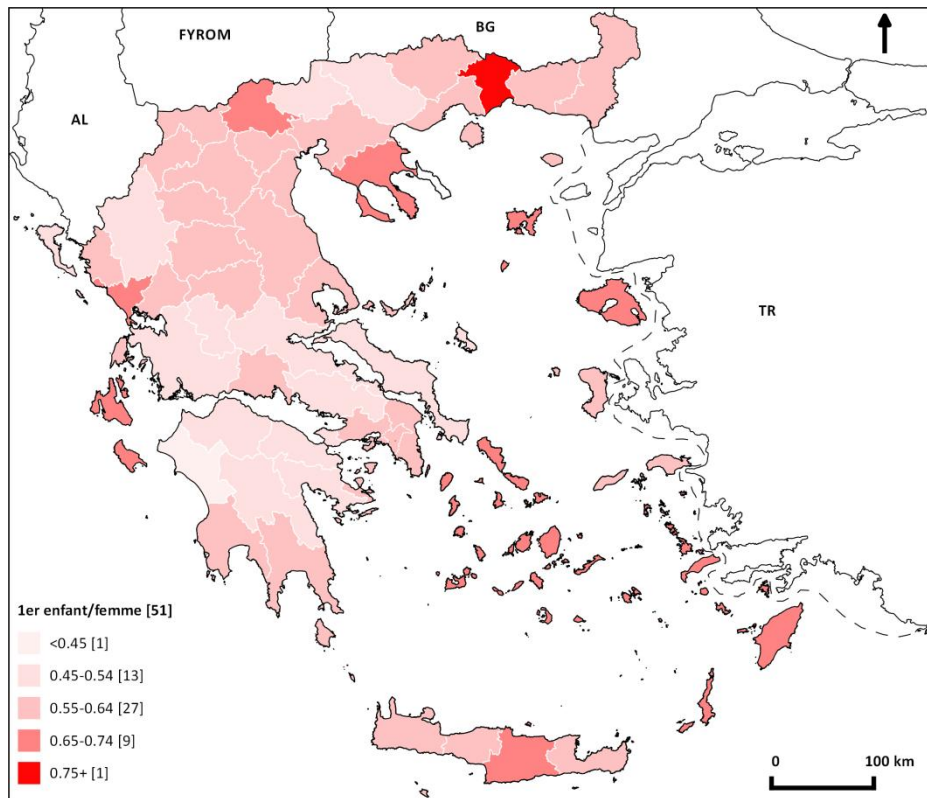 FYROM
BG
AL
TR
1er enfant/femme [51]
<0.45 [1]
0.45-0.54 [13]
0.55-0.64 [27]
0.65-0.74 [9]
0.75+ [1]
0 100 km